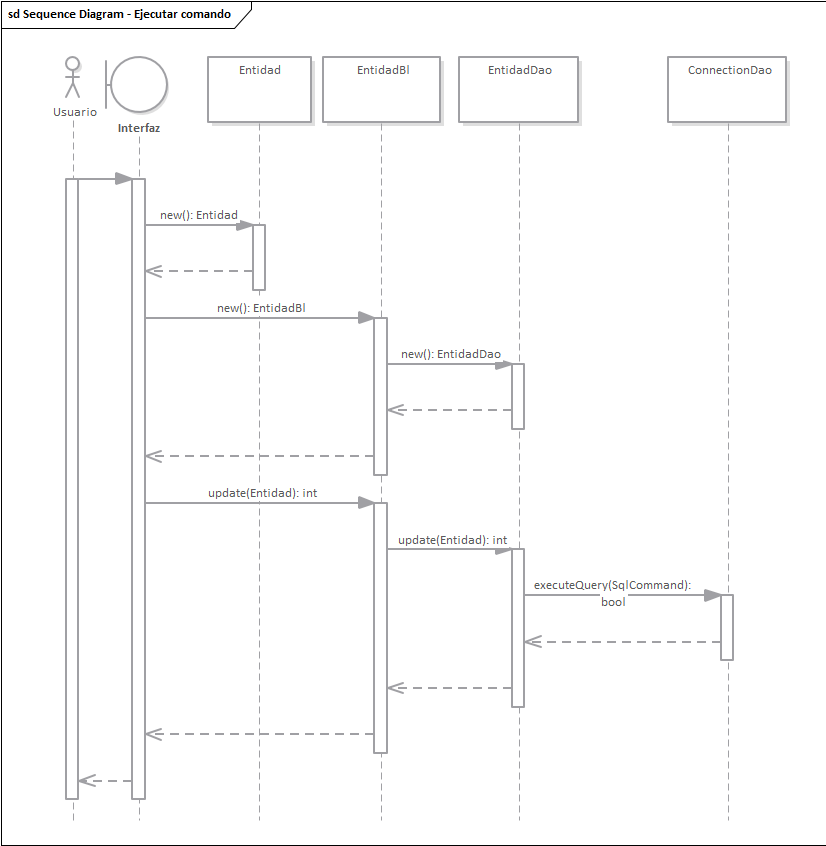 sd Sequence Diagram - Ejecutar comando
Entidad
EntidadBl
EntidadDao
ConnectionDao
Usuario
Interfaz
new(): Entidad
new(): EntidadBl
new(): EntidadDao
update(Entidad): int
update(Entidad): int
executeQuery(SqlCommand):
bool